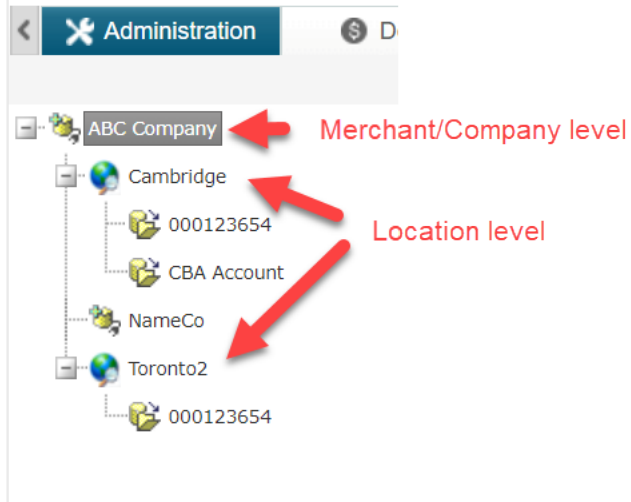 Administration
D
ABC Company
Merchant/Company level
Cambridge
000123654
Location level
CBA Account
NameCo
Toronto2
000123654